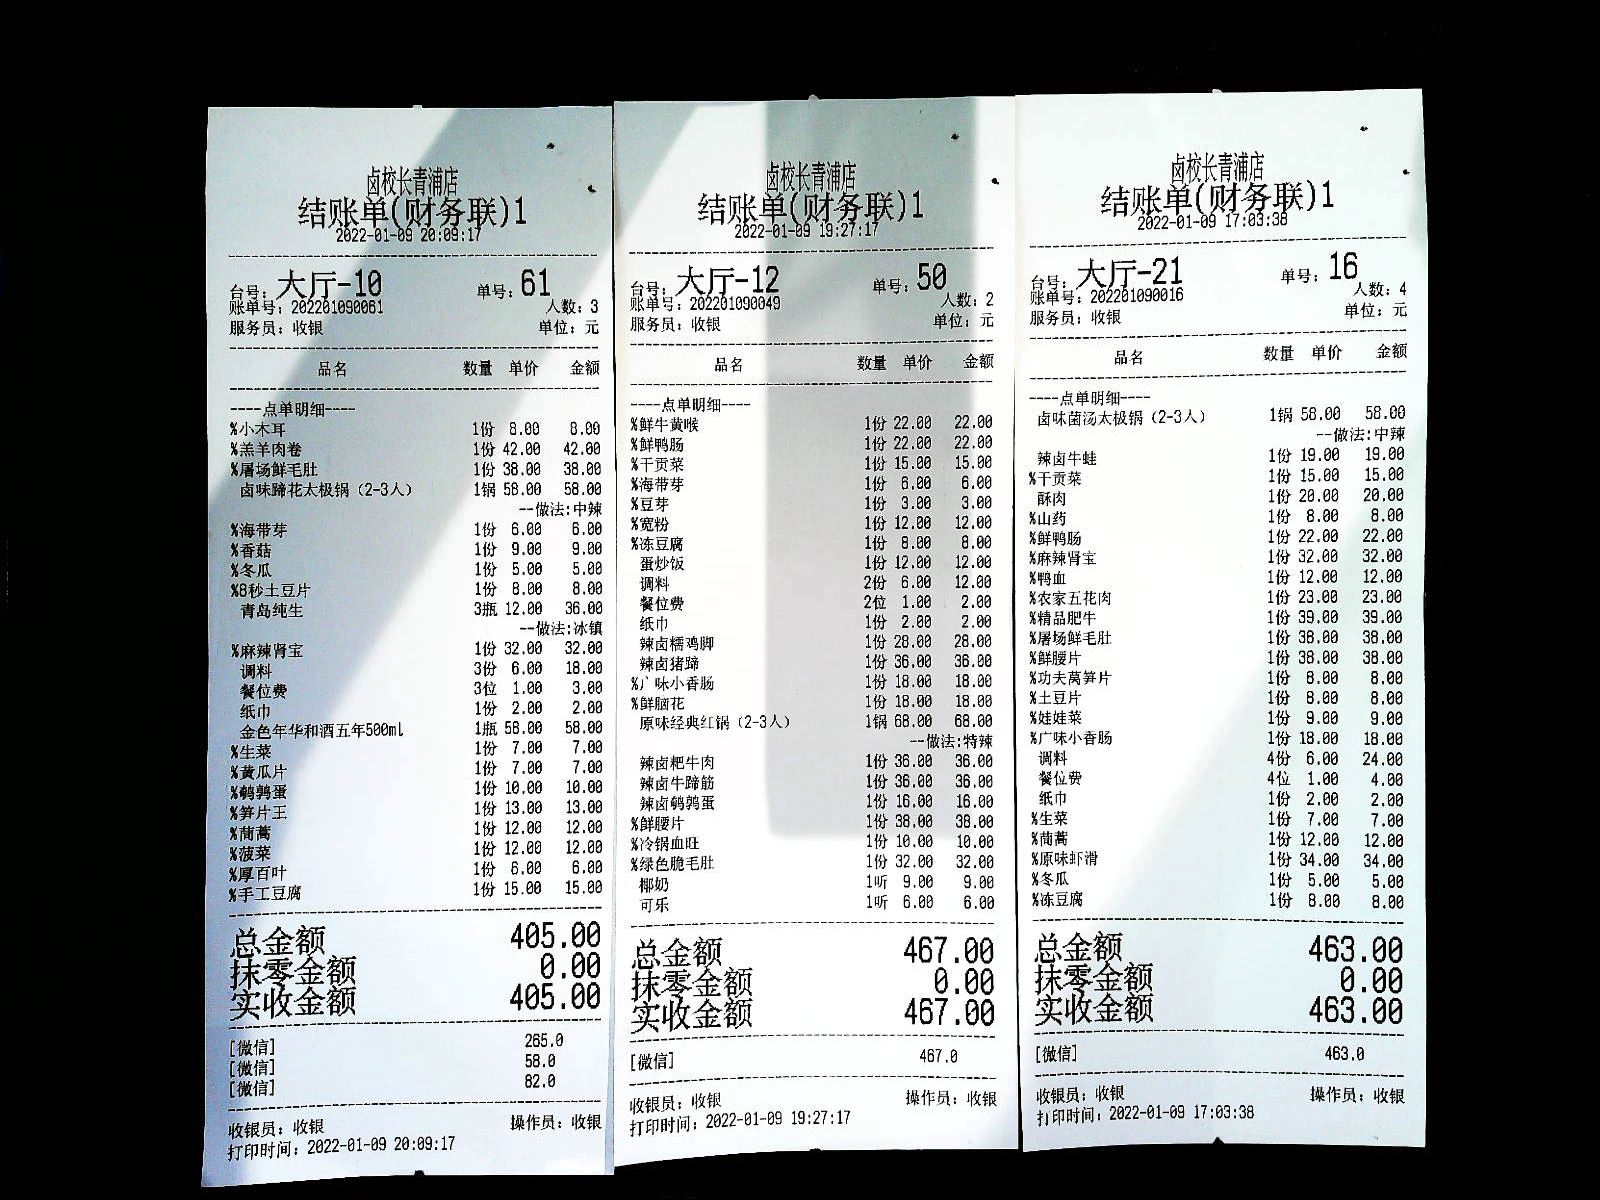 卤校长青浦店
结账单(财务联)1
2022-01-09 20:09:17
台号: 大厅-10 单号: 61
账单号: 202201090061 人数: 3
服务员: 收银 单位: 元
品名 数量 单价 金额
----点单明细----
%小木耳 1份 8.00 8.00
%羔羊肉卷 1份 42.00 42.00
%屠场鲜毛肚 1份 38.00 38.00
卤味蹄花太极锅 (2-3人) 1锅 58.00 58.00
--做法:中辣
%海带芽 1份 6.00 6.00
%香菇 1份 9.00 9.00
%冬瓜 1份 5.00 5.00
%8秒土豆片 1份 8.00 8.00
青岛纯生 3瓶 12.00 36.00
--做法:冰镇
%麻辣肾宝 1份 32.00 32.00
调料 3份 6.00 18.00
餐位费 3位 1.00 3.00
纸巾 1份 2.00 2.00
金色年华和酒五年500ml 1瓶 58.00 58.00
%生菜 1份 7.00 7.00
%黄瓜片 1份 7.00 7.00
%鹌鹑蛋 1份 10.00 10.00
%笋片王 1份 13.00 13.00
%茼蒿 1份 12.00 12.00
%菠菜 1份 12.00 12.00
%厚百叶 1份 6.00 6.00
%手工豆腐 1份 15.00 15.00
总金额 405.00
抹零金额 0.00
实收金额 405.00
[微信] 265.0
[微信] 58.0
[微信] 82.0
收银员: 收银 操作员: 收银
打印时间: 2022-01-09 20:09:17
卤校长青浦店
结账单(财务联)1
2022-01-09 19:27:17
台号: 大厅-12 单号: 50
账单号: 202201090049 人数: 2
服务员: 收银 单位: 元
品名 数量 单价 金额
----点单明细----
%鲜牛黄喉 1份 22.00 22.00
%鲜鸭肠 1份 22.00 22.00
%干贡菜 1份 15.00 15.00
%海带芽 1份 6.00 6.00
%豆芽 1份 3.00 3.00
%宽粉 1份 12.00 12.00
%冻豆腐 1份 8.00 8.00
蛋炒饭 1份 12.00 12.00
调料 2份 6.00 12.00
餐位费 2位 1.00 2.00
纸巾 1份 2.00 2.00
辣卤糯鸡脚 1份 28.00 28.00
辣卤猪蹄 1份 36.00 36.00
%广味小香肠 1份 18.00 18.00
%鲜脑花 1份 18.00 18.00
原味经典红锅 (2-3人) 1锅 68.00 68.00
--做法:特辣
辣卤粑牛肉 1份 36.00 36.00
辣卤牛蹄筋 1份 36.00 36.00
辣卤鹌鹑蛋 1份 16.00 16.00
%鲜腰片 1份 38.00 38.00
%冷锅血旺 1份 10.00 10.00
%绿色脆毛肚 1份 32.00 32.00
椰奶 1听 9.00 9.00
可乐 1听 6.00 6.00
总金额 467.00
抹零金额 0.00
实收金额 467.00
[微信] 467.0
收银员: 收银 操作员: 收银
打印时间: 2022-01-09 19:27:17
卤校长青浦店
结账单(财务联)1
2022-01-09 17:03:38
台号: 大厅-21 单号: 16
账单号: 202201090016 人数: 4
服务员: 收银 单位: 元
品名 数量 单价 金额
----点单明细----
卤味菌汤太极锅 (2-3人) 1锅 58.00 58.00
--做法:中辣
辣卤牛蛙 1份 19.00 19.00
%干贡菜 1份 15.00 15.00
酥肉 1份 20.00 20.00
%山药 1份 8.00 8.00
%鲜鸭肠 1份 22.00 22.00
%麻辣肾宝 1份 32.00 32.00
%鸭血 1份 12.00 12.00
%农家五花肉 1份 23.00 23.00
%精品肥牛 1份 39.00 39.00
%屠场鲜毛肚 1份 38.00 38.00
%鲜腰片 1份 38.00 38.00
%功夫莴笋片 1份 8.00 8.00
%土豆片 1份 8.00 8.00
%娃娃菜 1份 9.00 9.00
%广味小香肠 1份 18.00 18.00
调料 4份 6.00 24.00
餐位费 4位 1.00 4.00
纸巾 1份 2.00 2.00
%生菜 1份 7.00 7.00
%茼蒿 1份 12.00 12.00
%原味虾滑 1份 34.00 34.00
%冬瓜 1份 5.00 5.00
%冻豆腐 1份 8.00 8.00
总金额 463.00
抹零金额 0.00
实收金额 463.00
[微信] 463.0
收银员: 收银 操作员: 收银
打印时间: 2022-01-09 17:03:38